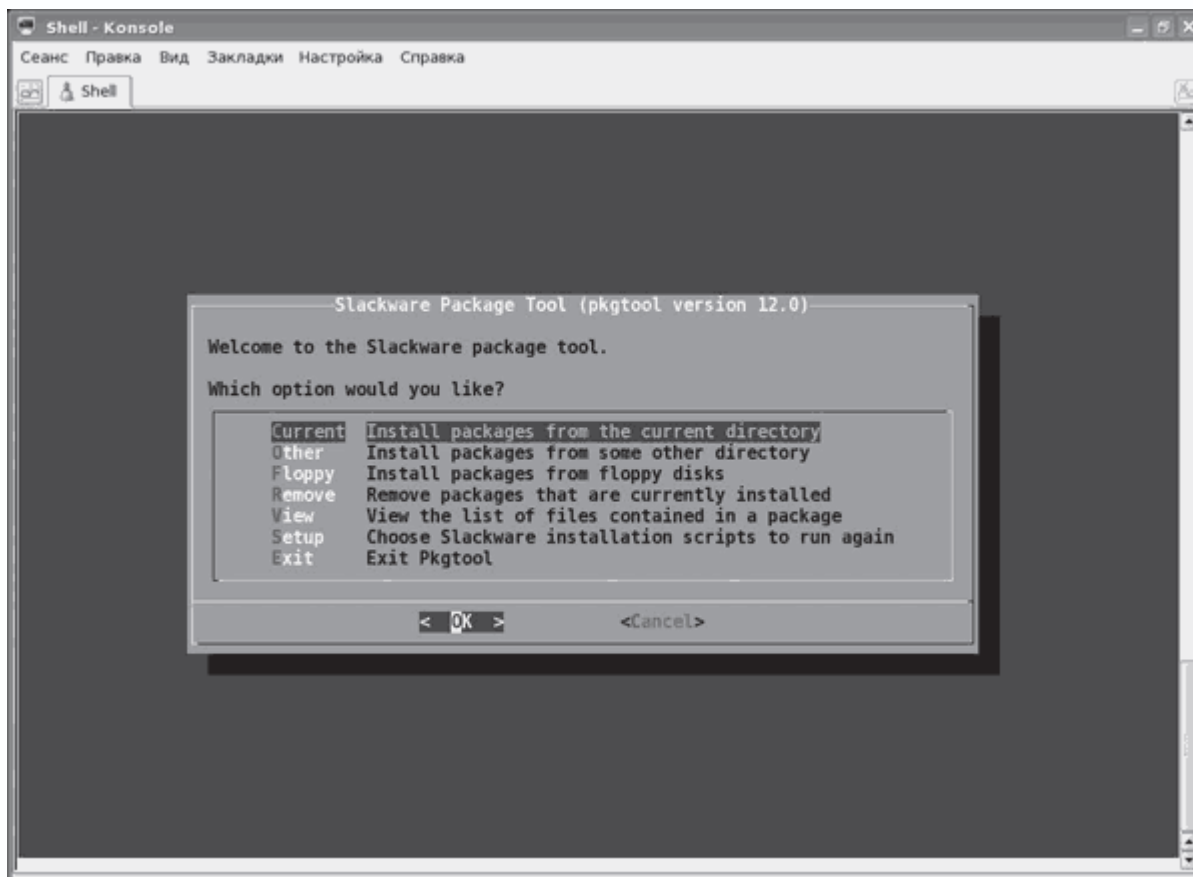 Shell - Konsole
Сеанс Правка Вид Закладки Настройка Справка
Shell
Slackware Package Tool (pkgtool version 12.0)
Welcome to the Slackware package tool.
Which option would you like?
Current Install packages from the current directory
Other Install packages from some other directory
Floppy Install packages from floppy disks
Remove Remove packages that are currently installed
View View the list of files contained in a package
Setup Choose Slackware installation scripts to run again
Exit Exit Pkgtool
< OK > <Cancel>